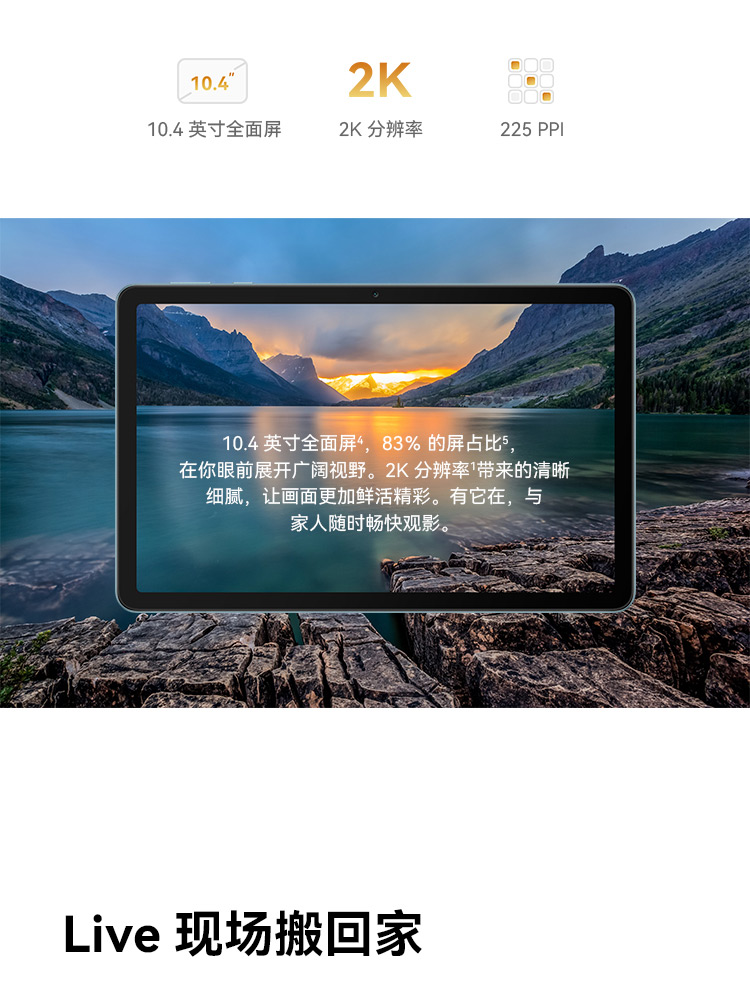 10.4"
2K
10.4 英寸全面屏
2K 分辨率
225 PPI
10.4 英寸全面屏⁴，83% 的屏占比⁵，
在你眼前展开广阔视野。2K 分辨率¹带来的清晰
细腻，让画面更加鲜活精彩。有它在，与
家人随时畅快观影。
Live 现场搬回家